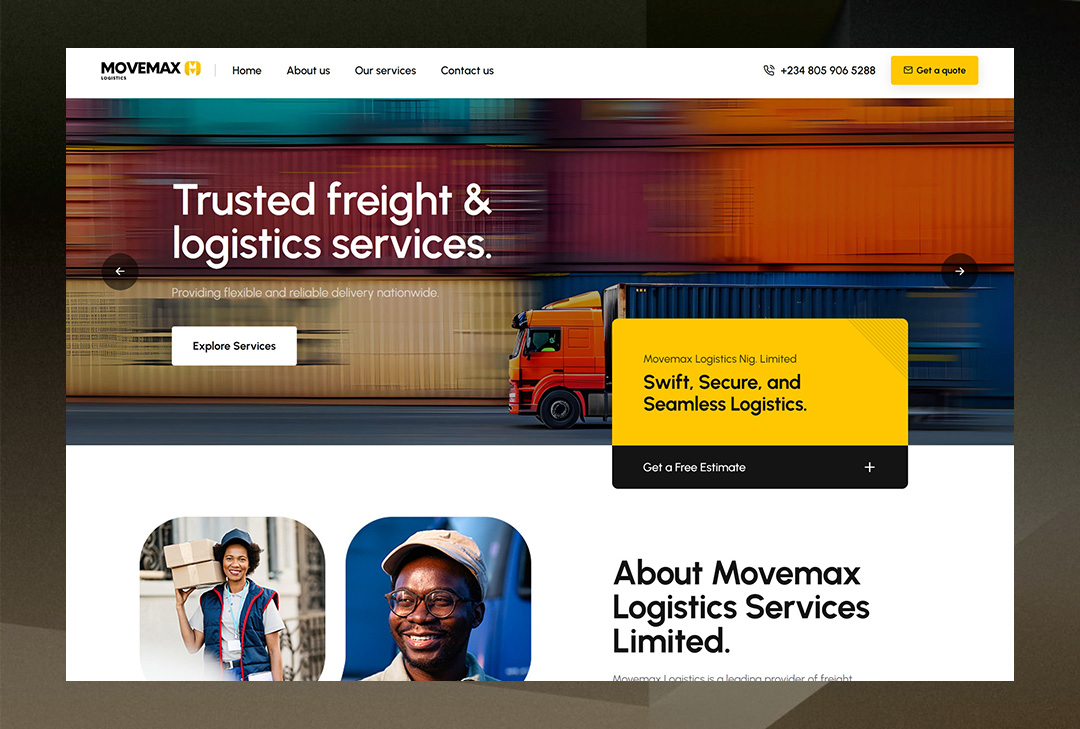 MOVEMAX
LOGISTICS
Home About us Our services Contact us
+234 805 906 5288
Get a quote
Trusted freight &
logistics services.
Providing flexible and reliable delivery nationwide.
Explore Services
Movemax Logistics Nig. Limited
Swift, Secure, and
Seamless Logistics.
Get a Free Estimate
About Movemax
Logistics Services
Limited.
Movemax Logistics is a leading provider of freight